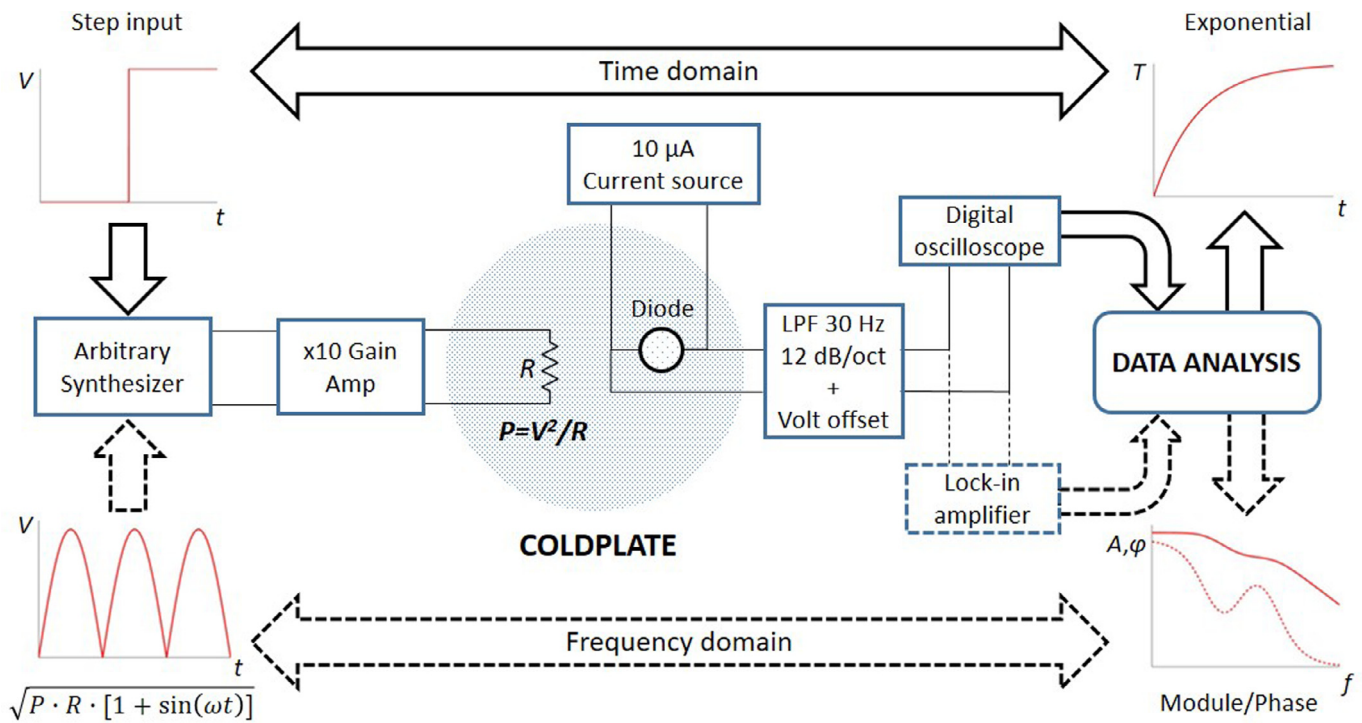 Step input
Exponential
V
t
Time domain
T
t
10 µA
Current source
Digital
oscilloscope
Diode
Arbitrary
Synthesizer
x10 Gain
Amp
R
P=V²/R
LPF 30 Hz
12 dB/oct
+
Volt offset
DATA ANALYSIS
Lock-in
amplifier
COLDPLATE
V
t
√P · R · [1 + sin(ωt)]
Frequency domain
A,φ
f
Module/Phase